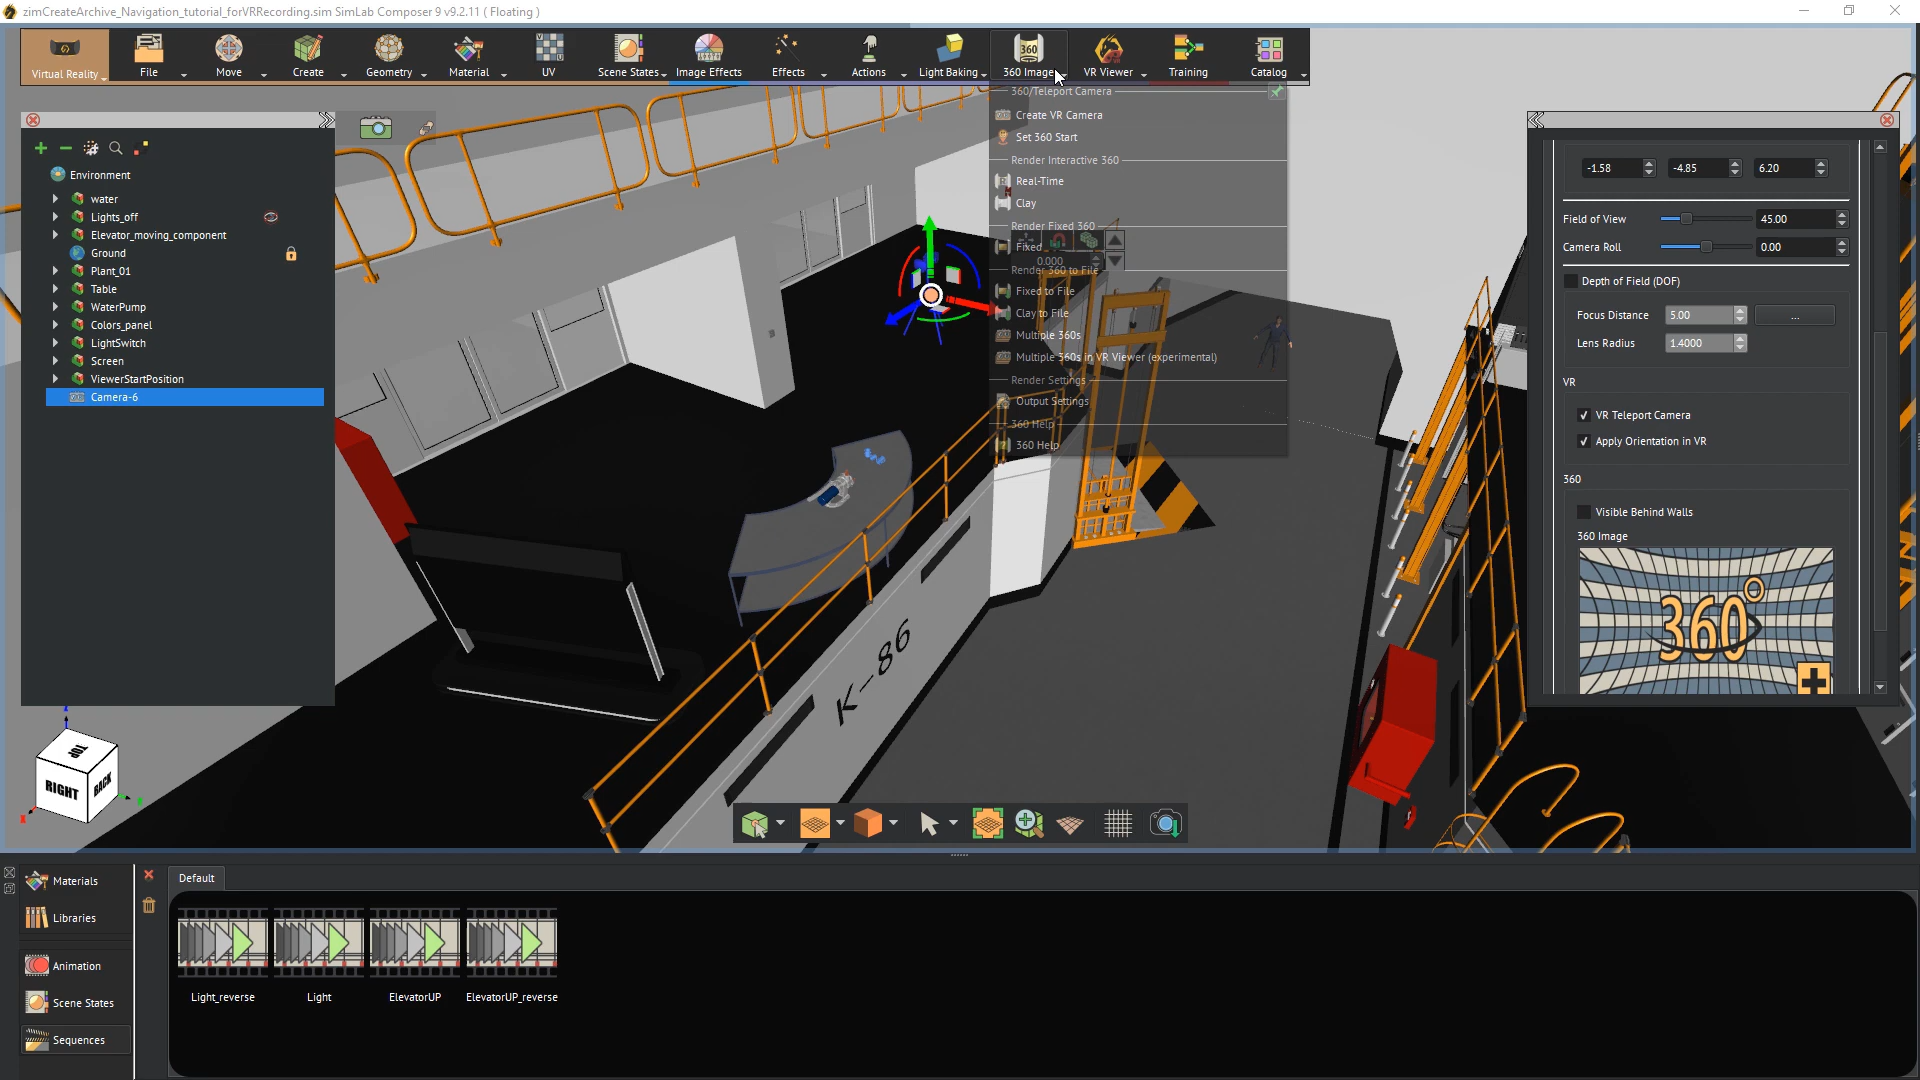 zimCreateArchive_Navigation_tutorial_forVRRecording.sim SimLab Composer 9 v9.2.11 ( Floating )
Virtual Reality
File
Move
Create
Geometry
Material
UV
Scene States
Image Effects
Effects
Actions
Light Baking
360 Image
VR Viewer
Training
Catalog
360/Teleport Camera
Create VR Camera
Set 360 Start
Render Interactive 360
Real-Time
Clay
Render Fixed 360
Fixed
0.000
Render 360 to File
Fixed to File
Clay to File
Multiple 360s
Multiple 360s in VR Viewer (experimental)
Render Settings
Output Settings
360 Help
360 Help
Environment
water
Lights_off
Elevator_moving_component
Ground
Plant_01
Table
WaterPump
Colors_panel
LightSwitch
Screen
ViewerStartPosition
Camera-6
-1.58
-4.85
6.20
Field of View
45.00
Camera Roll
0.00
Depth of Field (DOF)
Focus Distance
5.00
...
Lens Radius
1.4000
VR
VR Teleport Camera
Apply Orientation in VR
360
Visible Behind Walls
360 Image
360°
K-86
TOP
RIGHT
BACK
Materials
Libraries
Animation
Scene States
Sequences
Default
Light_reverse
Light
ElevatorUP
ElevatorUP_reverse